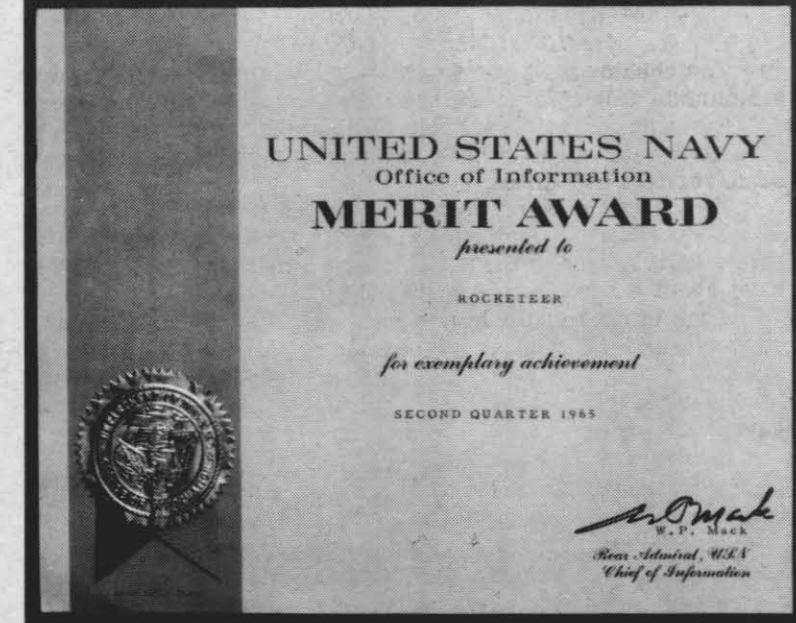 UNITED STATES NAVY
Office of Information
MERIT AWARD
presented to
ROCKETEER
for exemplary achievement
SECOND QUARTER 1965
W. P. Mack
Rear Admiral, USN
Chief of Information